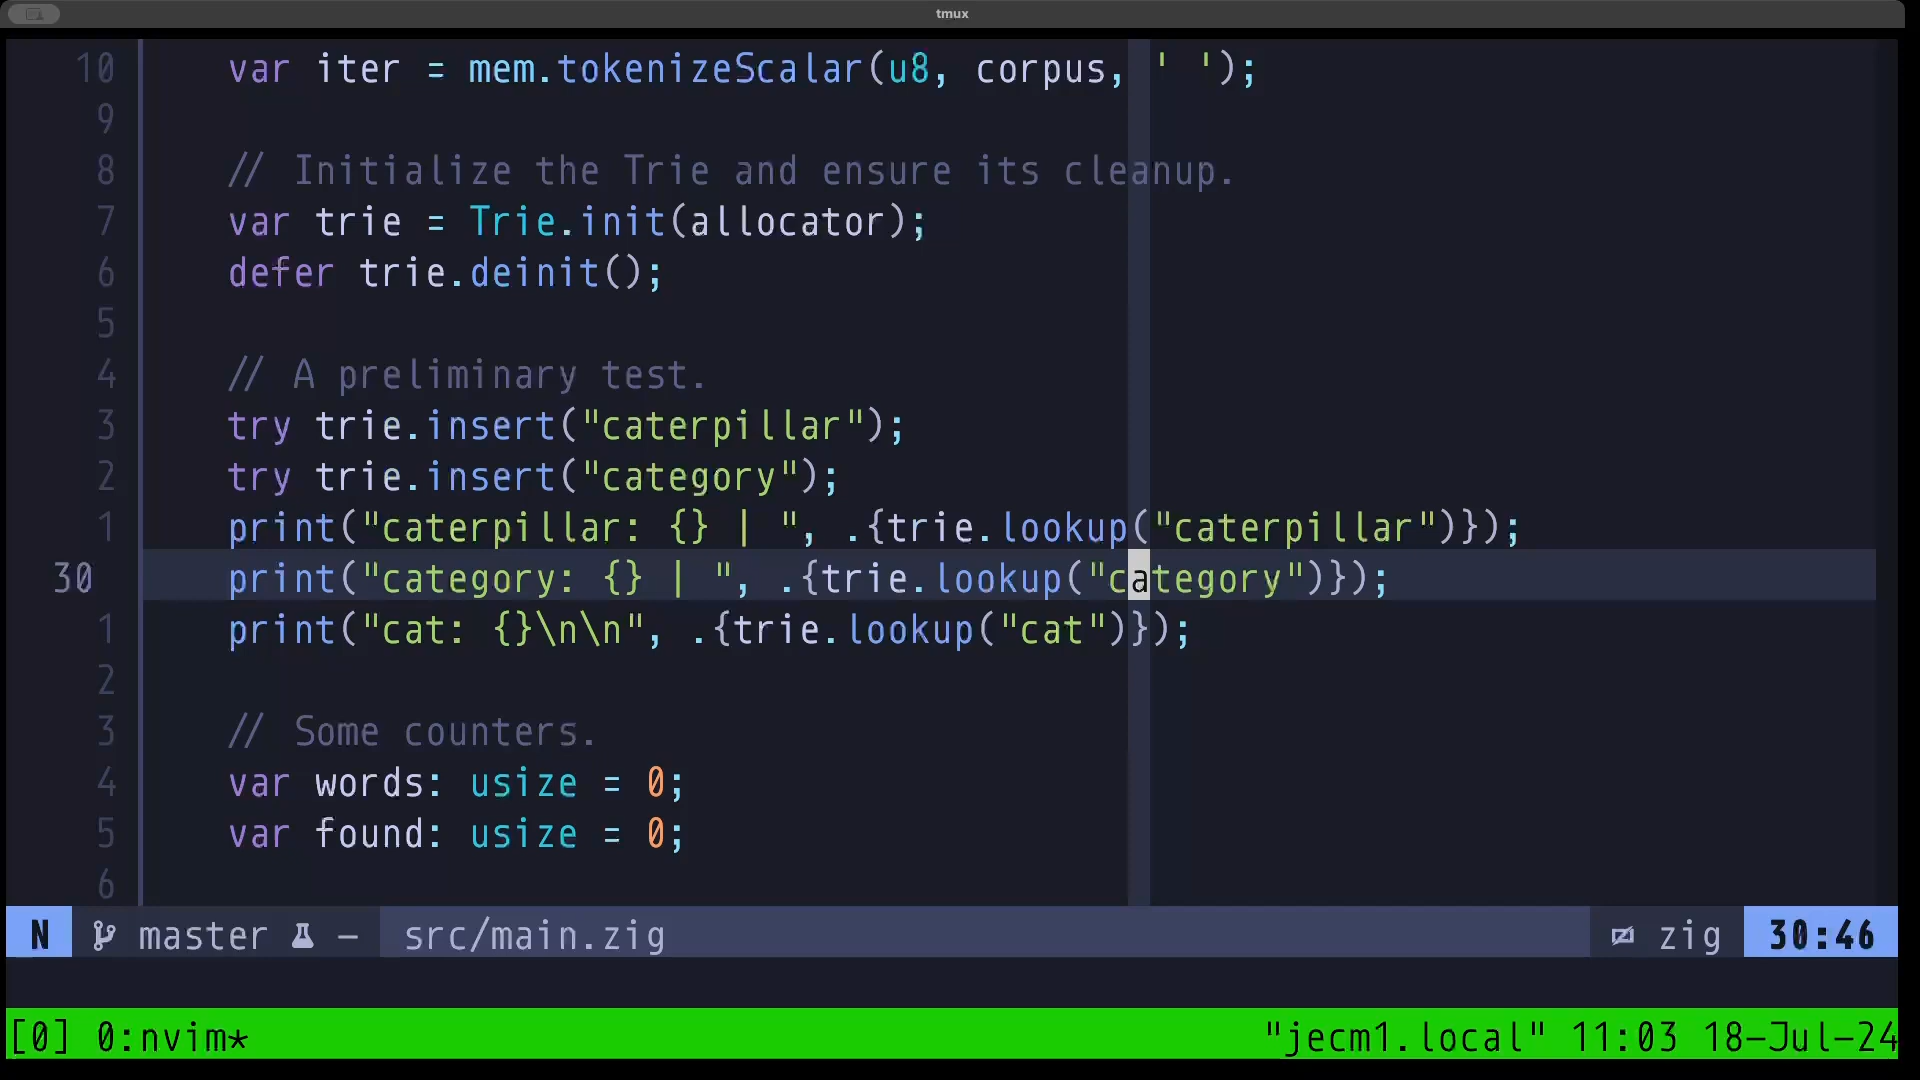 tmux
10 var iter = mem.tokenizeScalar(u8, corpus, ' ');
9
8 // Initialize the Trie and ensure its cleanup.
7 var trie = Trie.init(allocator);
6 defer trie.deinit();
5
4 // A preliminary test.
3 try trie.insert("caterpillar");
2 try trie.insert("category");
1 print("caterpillar: {} | ", .{trie.lookup("caterpillar")});
30 print("category: {} | ", .{trie.lookup("category")});
1 print("cat: {}\n\n", .{trie.lookup("cat")});
2
3 // Some counters.
4 var words: usize = 0;
5 var found: usize = 0;
6
N master – src/main.zig zig 30:46
[0] 0:nvim* "jecm1.local" 11:03 18-Jul-24